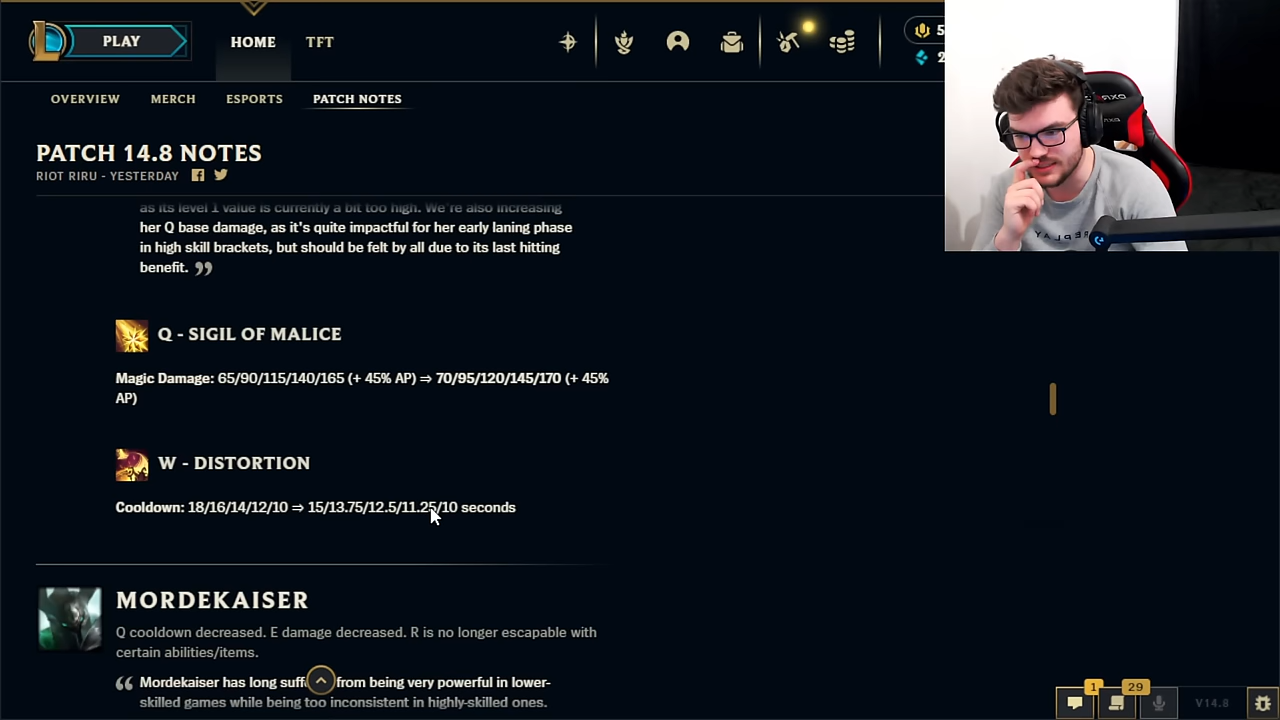 PLAY
HOME
TFT
5
2
OVERVIEW
MERCH
ESPORTS
PATCH NOTES
PATCH 14.8 NOTES
RIOT RIRU - YESTERDAY
as its level 1 value is currently a bit too high. We're also increasing
her Q base damage, as it's quite impactful for her early laning phase
in high skill brackets, but should be felt by all due to its last hitting
benefit. ”
Q - SIGIL OF MALICE
Magic Damage: 65/90/115/140/165 (+ 45% AP) ⇒ 70/95/120/145/170 (+ 45%
AP)
W - DISTORTION
Cooldown: 18/16/14/12/10 ⇒ 15/13.75/12.5/11.25/10 seconds
MORDEKAISER
Q cooldown decreased. E damage decreased. R is no longer escapable with
certain abilities/items.
“ Mordekaiser has long suff from being very powerful in lower-
skilled games while being too inconsistent in highly-skilled ones.
1
29
V14.8